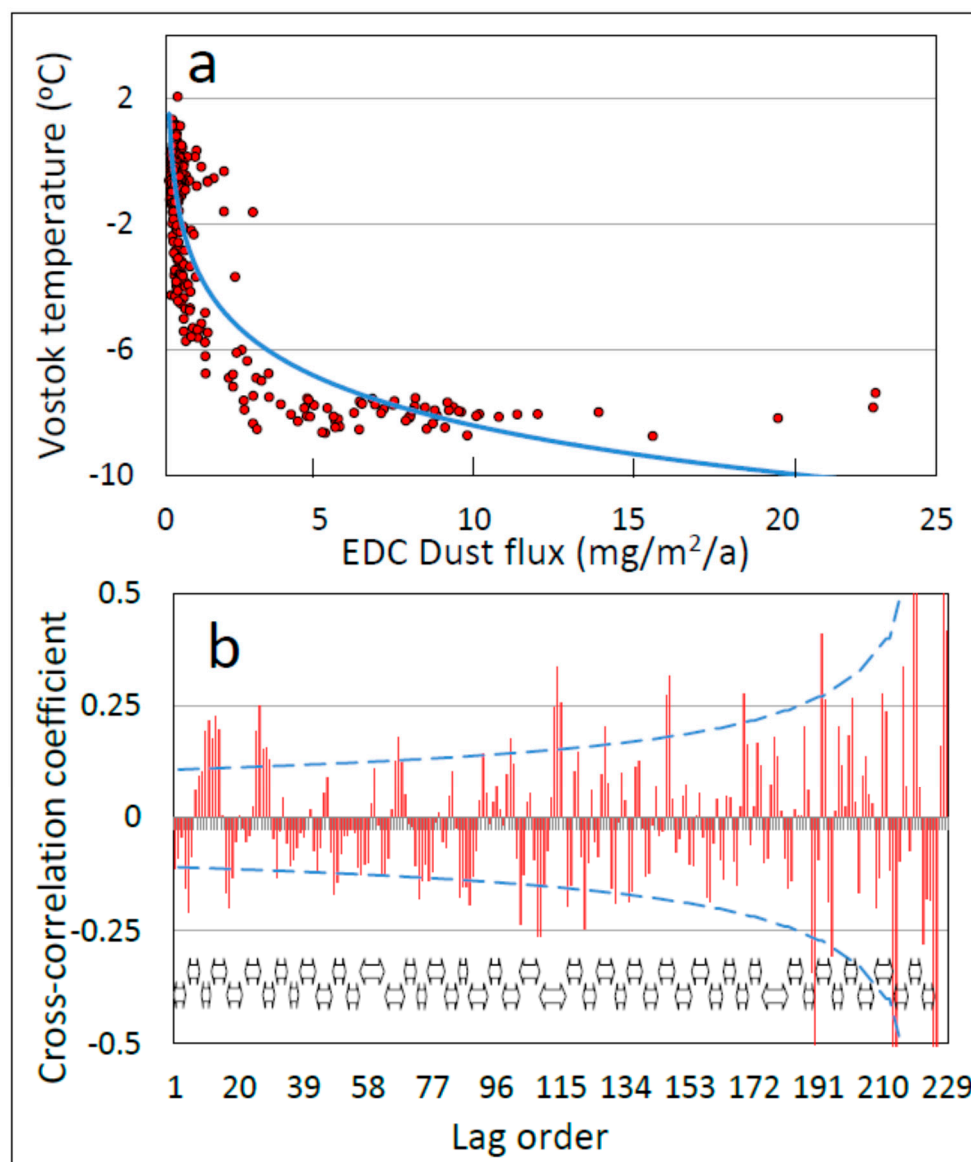 a
Vostok temperature (ºC)
2
-2
-6
-10
0 5 10 15 20 25
EDC Dust flux (mg/m²/a)
b
Cross-correlation coefficient
0.5
0.25
0
-0.25
-0.5
1 20 39 58 77 96 115 134 153 172 191 210 229
Lag order